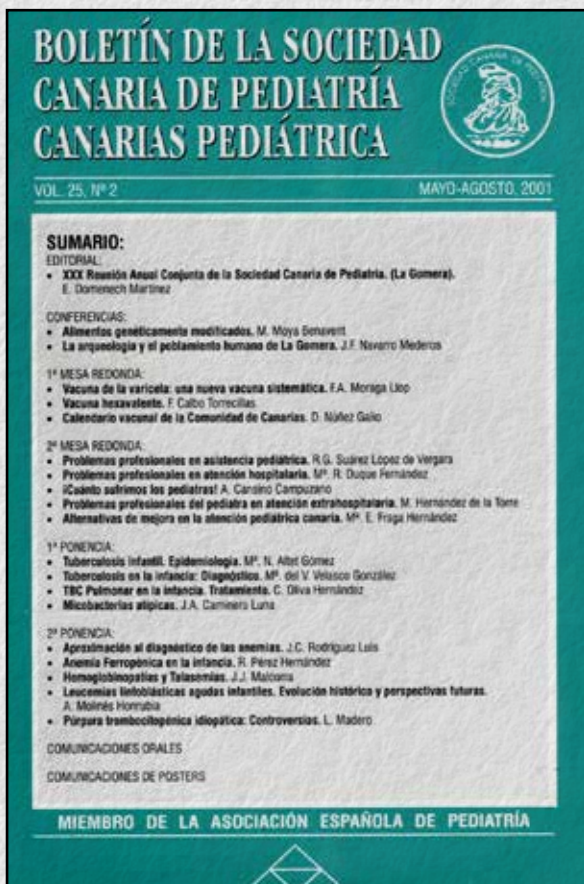 BOLETÍN DE LA SOCIEDAD
CANARIA DE PEDIATRÍA
CANARIAS PEDIÁTRICA
SOCIEDAD CANARIA DE PEDIATRIA
VOL. 25, Nº 2
MAYO-AGOSTO, 2001
SUMARIO:
EDITORIAL:
• XXX Reunión Anual Conjunta de la Sociedad Canaria de Pediatría. (La Gomera).
E. Domenech Martínez
CONFERENCIAS:
• Alimentos genéticamente modificados. M. Moya Benavent
• La arqueología y el poblamiento humano de La Gomera. J.F. Navarro Mederos
1ª MESA REDONDA:
• Vacuna de la varicela: una nueva vacuna sistemática. F.A. Moraga Llop
• Vacuna hexavalente. F. Calbo Torrecillas
• Calendario vacunal de la Comunidad de Canarias. D. Núñez Gallo
2ª MESA REDONDA:
• Problemas profesionales en asistencia pediátrica. R.G. Suárez López de Vergara
• Problemas profesionales en atención hospitalaria. Mª. R. Duque Fernández
• ¡Cuánto sufrimos los pediatras! A. Cansino Campuzano
• Problemas profesionales del pediatra en atención extrahospitalaria. M. Hernández de la Torre
• Alternativas de mejora en la atención pediátrica canaria. Mª. E. Fraga Hernández
1ª PONENCIA:
• Tuberculosis infantil. Epidemiología. Mª. N. Altet Gómez
• Tuberculosis en la infancia: Diagnóstico. Mª. del V. Velasco González
• TBC Pulmonar en la infancia. Tratamiento. C. Oliva Hernández
• Micobacterias atípicas. J.A. Caminero Luna
2ª PONENCIA:
• Aproximación al diagnóstico de las anemias. J.C. Rodríguez Luis
• Anemia Ferropénica en la infancia. R. Pérez Hernández
• Hemoglobinopatías y Talasemias. J.J. Malcorra
• Leucemias linfoblásticas agudas infantiles. Evolución histórica y perspectivas futuras.
A. Molinés Honrubia
• Púrpura trombocitopénica idiopática: Controversias. L. Madero
COMUNICACIONES ORALES
COMUNICACIONES DE POSTERS
MIEMBRO DE LA ASOCIACIÓN ESPAÑOLA DE PEDIATRÍA